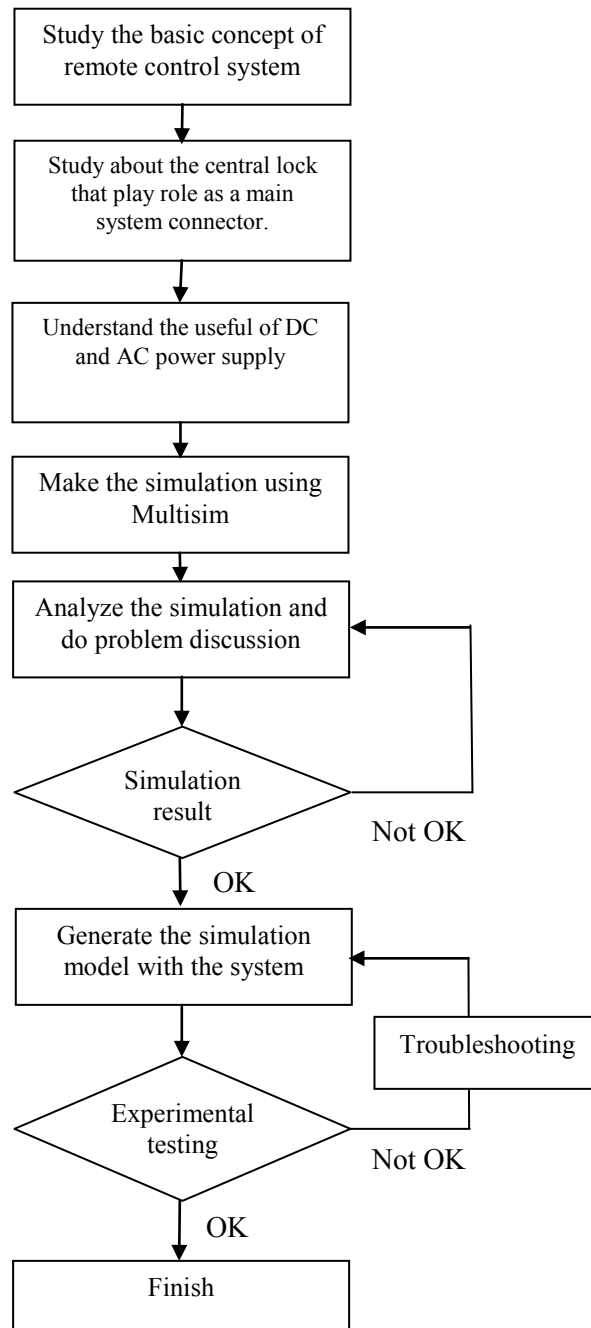 Study the basic concept of
remote control system
Study about the central lock
that play role as a main
system connector.
Understand the useful of DC
and AC power supply
Make the simulation using
Multisim
Analyze the simulation and
do problem discussion
Simulation
result
Not OK
OK
Generate the simulation
model with the system
Troubleshooting
Experimental
testing
Not OK
OK
Finish